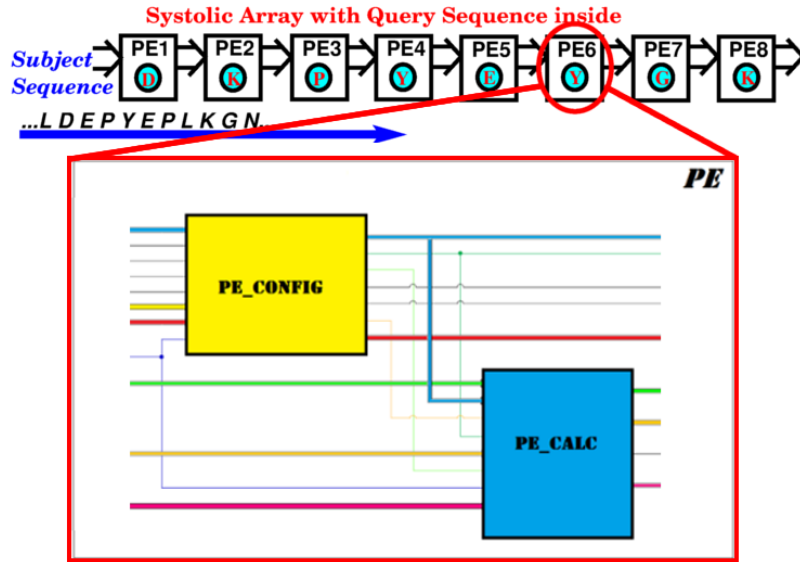 Systolic Array with Query Sequence inside
PE1 PE2 PE3 PE4 PE5 PE6 PE7 PE8
D K P Y E Y G K
Subject
Sequence
...L D E P Y E P L K G N...
PE
PE_CONFIG
PE_CALC